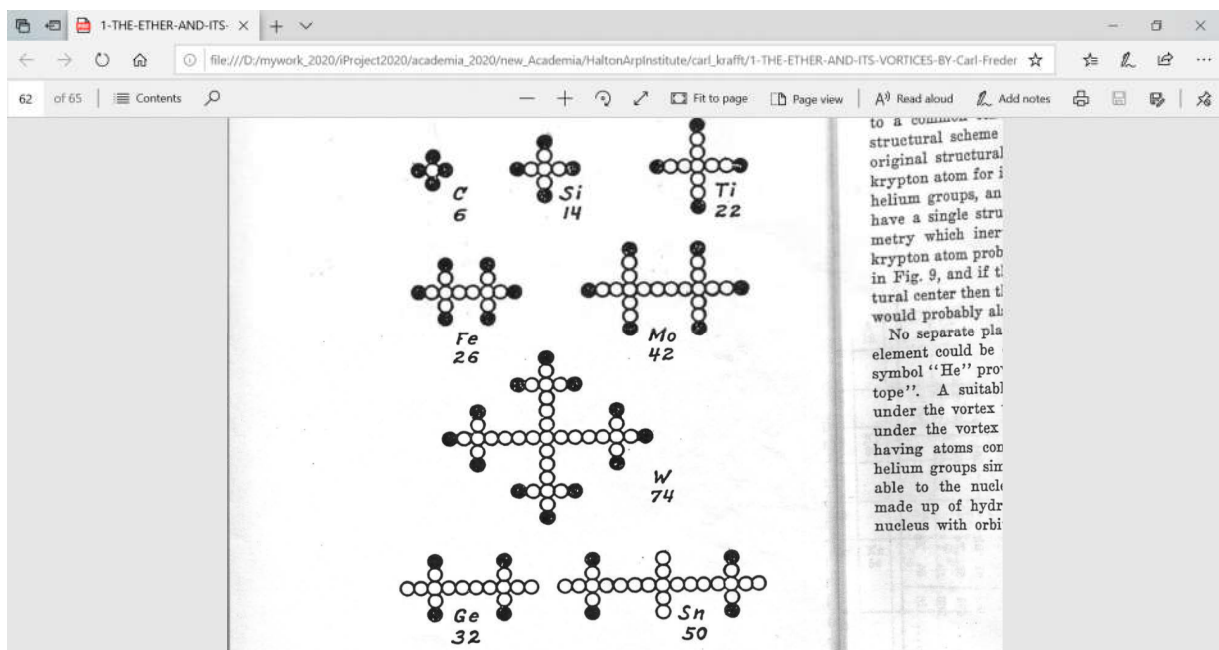 1-THE-ETHER-AND-ITS-
file:///D:/mywork_2020/iProject2020/academia_2020/new_Academia/HaltonArpInstitute/carl_krafft/1-THE-ETHER-AND-ITS-VORTICES-BY-Carl-Freder
62 of 65 Contents Fit to page Page view Read aloud Add notes
C
6
Si
14
Ti
22
Fe
26
Mo
42
W
74
Ge
32
Sn
50
to a common
structural scheme
original structural
krypton atom for i
helium groups, an
have a single stru
metry which iner
krypton atom prob
in Fig. 9, and if t
tural center then t
would probably al
No separate pla
element could be
symbol "He" pro
tope". A suitabl
under the vortex
under the vortex
having atoms con
helium groups sim
able to the nucle
made up of hydr
nucleus with orbi